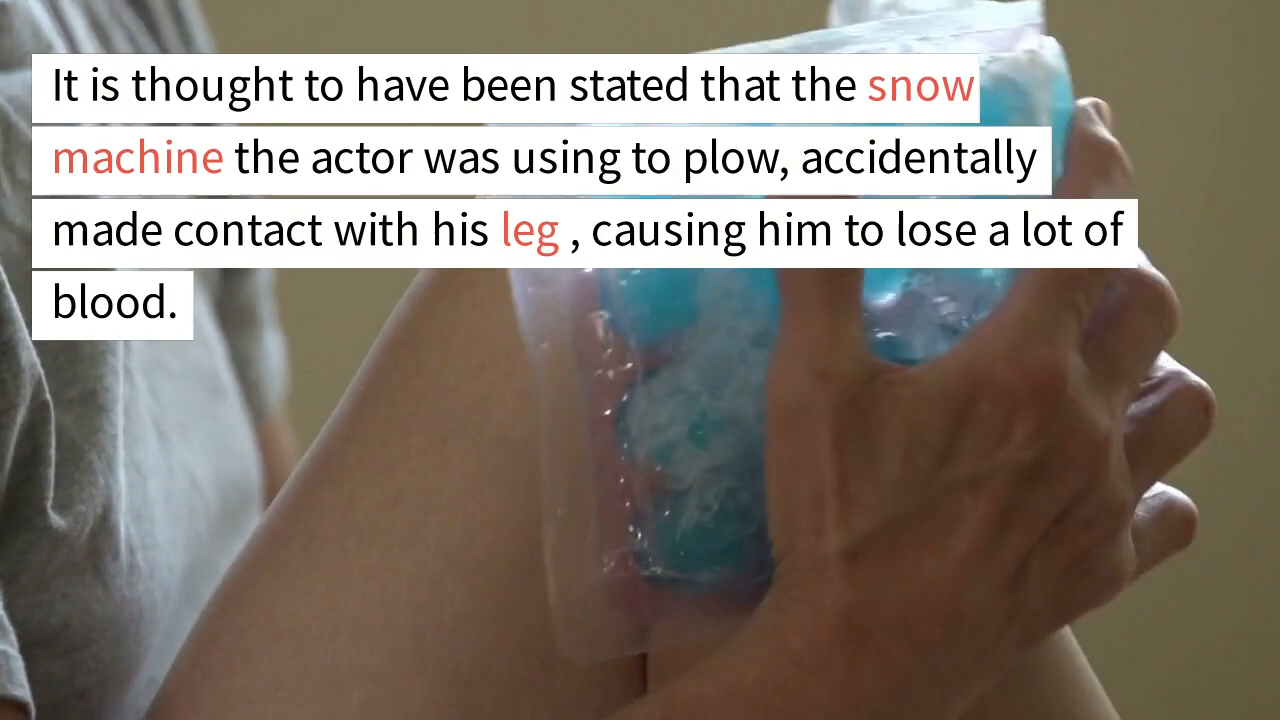 It is thought to have been stated that the snow
machine the actor was using to plow, accidentally
made contact with his leg , causing him to lose a lot of
blood.